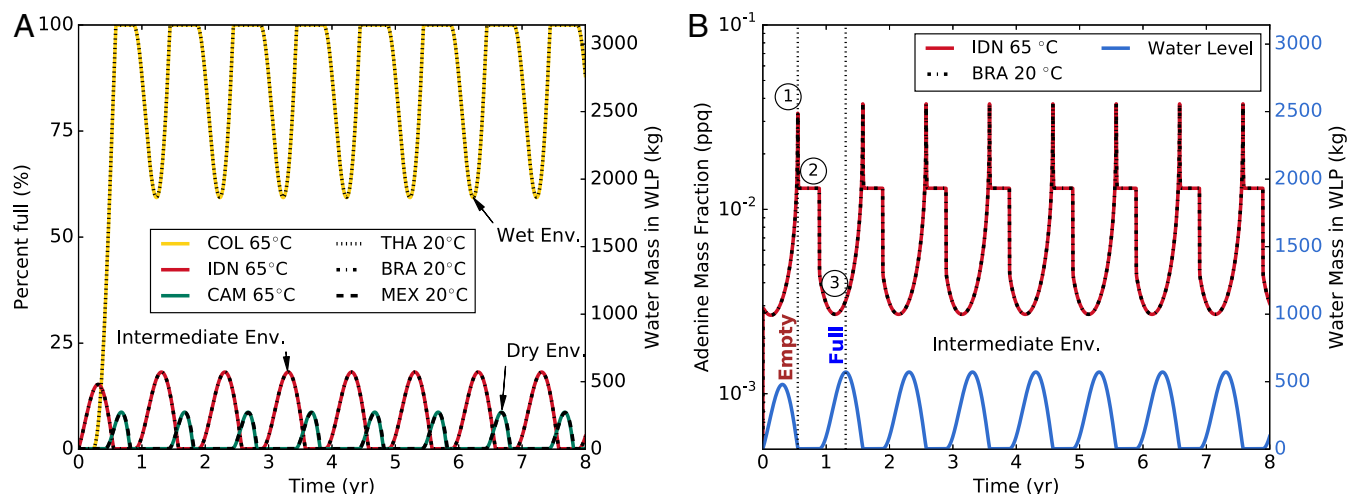 A
100
75
50
25
0
Percent full (%)
3000
2500
2000
1500
1000
500
0
Water Mass in WLP (kg)
Wet Env.
COL 65°C
THA 20°C
IDN 65°C
BRA 20°C
CAM 65°C
MEX 20°C
Intermediate Env.
Dry Env.
0 1 2 3 4 5 6 7 8
Time (yr)
B
10⁻¹
10⁻²
10⁻³
Adenine Mass Fraction (ppq)
IDN 65 °C
Water Level
BRA 20 °C
1
2
3
Empty
Full
Intermediate Env.
3000
2500
2000
1500
1000
500
0
Water Mass in WLP (kg)
0 1 2 3 4 5 6 7 8
Time (yr)